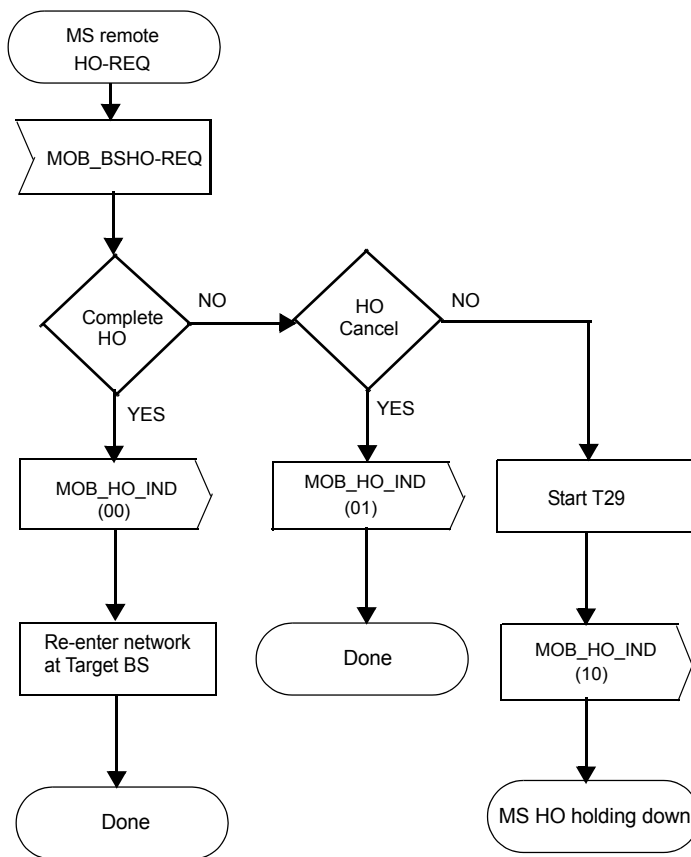 MS remote
HO-REQ
MOB_BSHO-REQ
Complete
HO
NO
HO
Cancel
NO
YES
YES
MOB_HO_IND
(00)
MOB_HO_IND
(01)
Start T29
Re-enter network
at Target BS
Done
MOB_HO_IND
(10)
Done
MS HO holding down